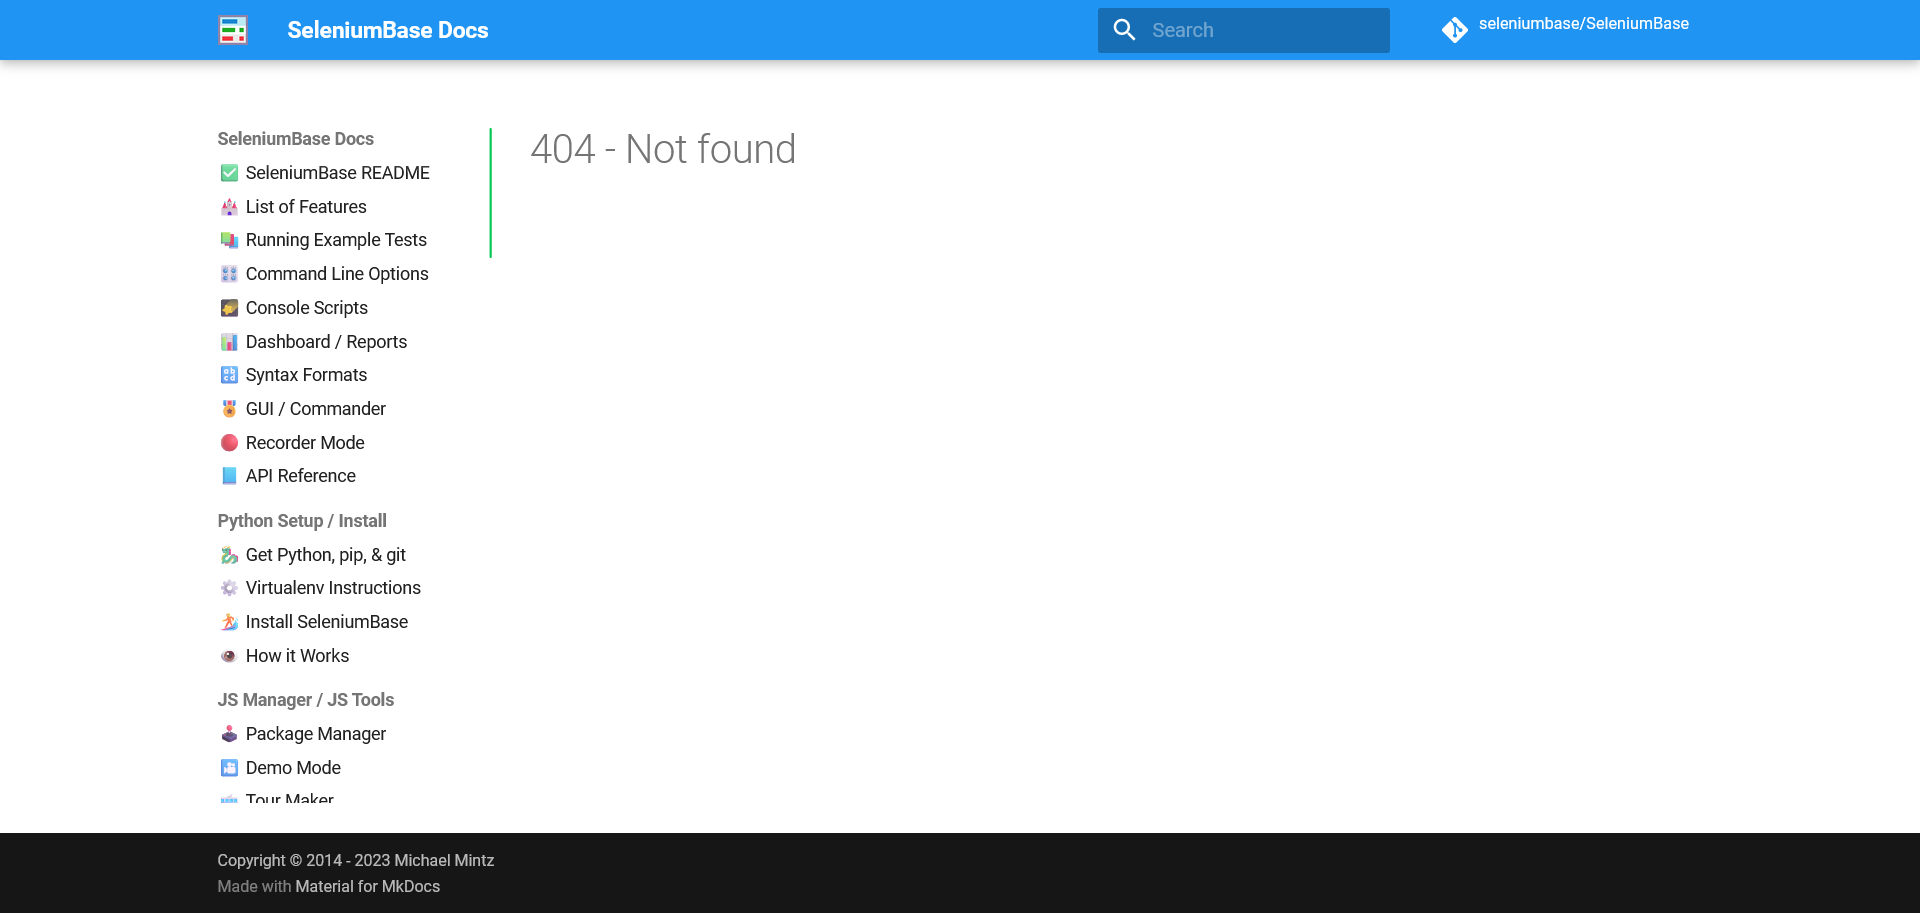 SeleniumBase Docs
Search
seleniumbase/SeleniumBase
SeleniumBase Docs
SeleniumBase README
List of Features
Running Example Tests
Command Line Options
Console Scripts
Dashboard / Reports
Syntax Formats
GUI / Commander
Recorder Mode
API Reference
Python Setup / Install
Get Python, pip, & git
Virtualenv Instructions
Install SeleniumBase
How it Works
JS Manager / JS Tools
Package Manager
Demo Mode
Tour Maker
404 - Not found
Copyright © 2014 - 2023 Michael Mintz
Made with Material for MkDocs